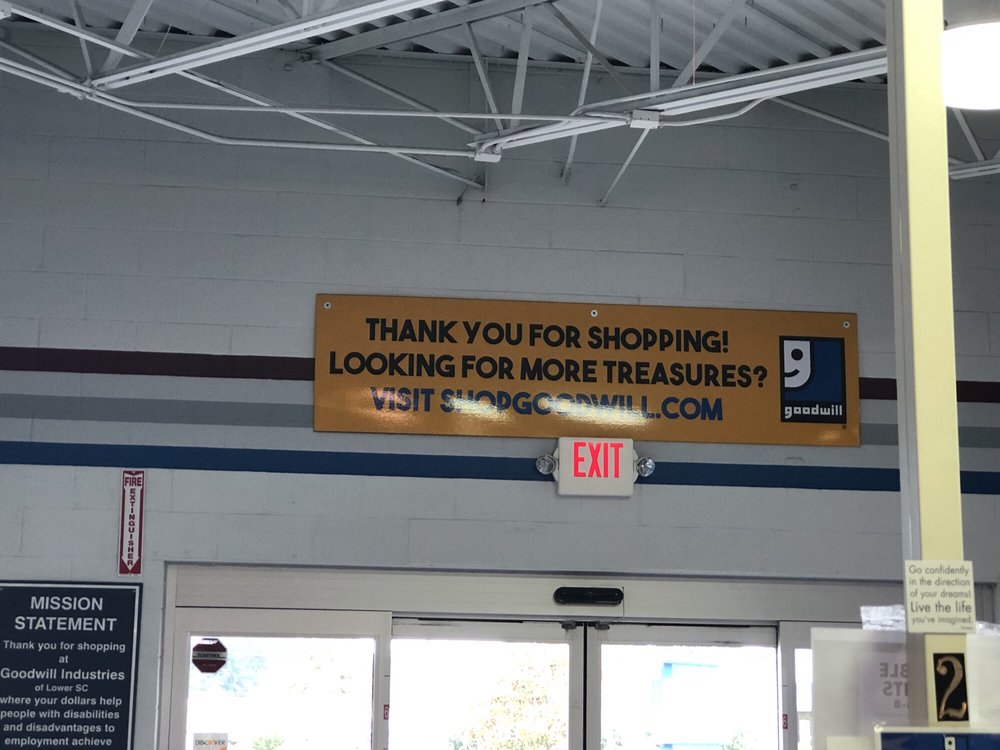 THANK YOU FOR SHOPPING!
LOOKING FOR MORE TREASURES?
VISIT SHOPGOODWILL.COM
g
goodwill
EXIT
FIRE
EXTINGUISHER
MISSION
STATEMENT
Thank you for shopping
at
Goodwill Industries
of Lower SC
where your dollars help
people with disabilities
and disadvantages to
employment achieve
DISCOVER
Go confidently
in the direction
of your dreams!
Live the life
you've imagined.
2